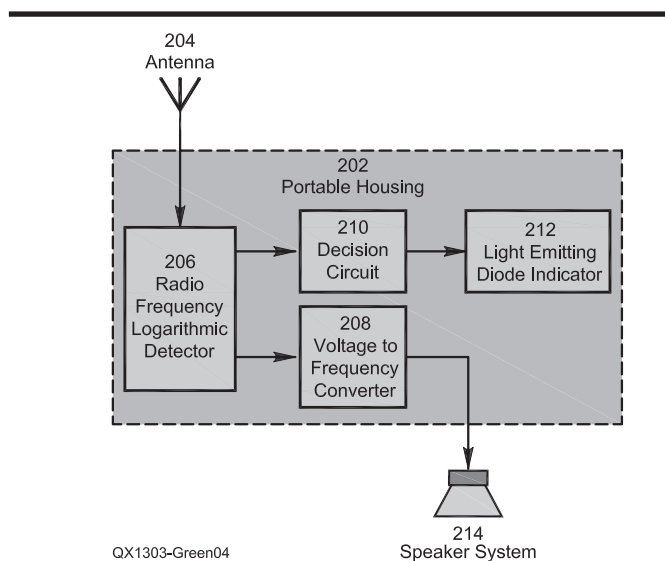 204
Antenna
202
Portable Housing
206
Radio
Frequency
Logarithmic
Detector
210
Decision
Circuit
212
Light Emitting
Diode Indicator
208
Voltage to
Frequency
Converter
214
Speaker System
QX1303-Green04